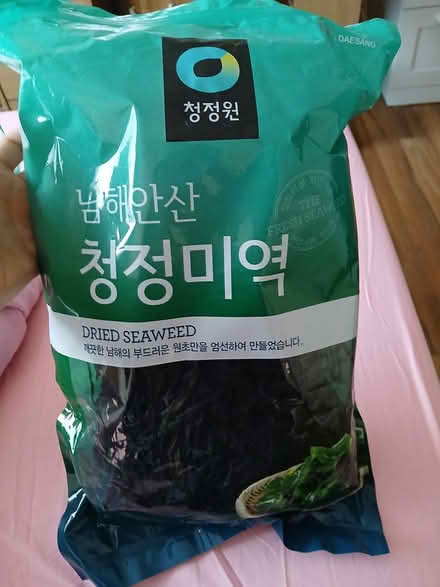 DAESANG
청정원
남해안산
THE
FRESH SEAWEED
청정미역
DRIED SEAWEED
깨끗한 남해의 부드러운 원초만을 엄선하여 만들었습니다.